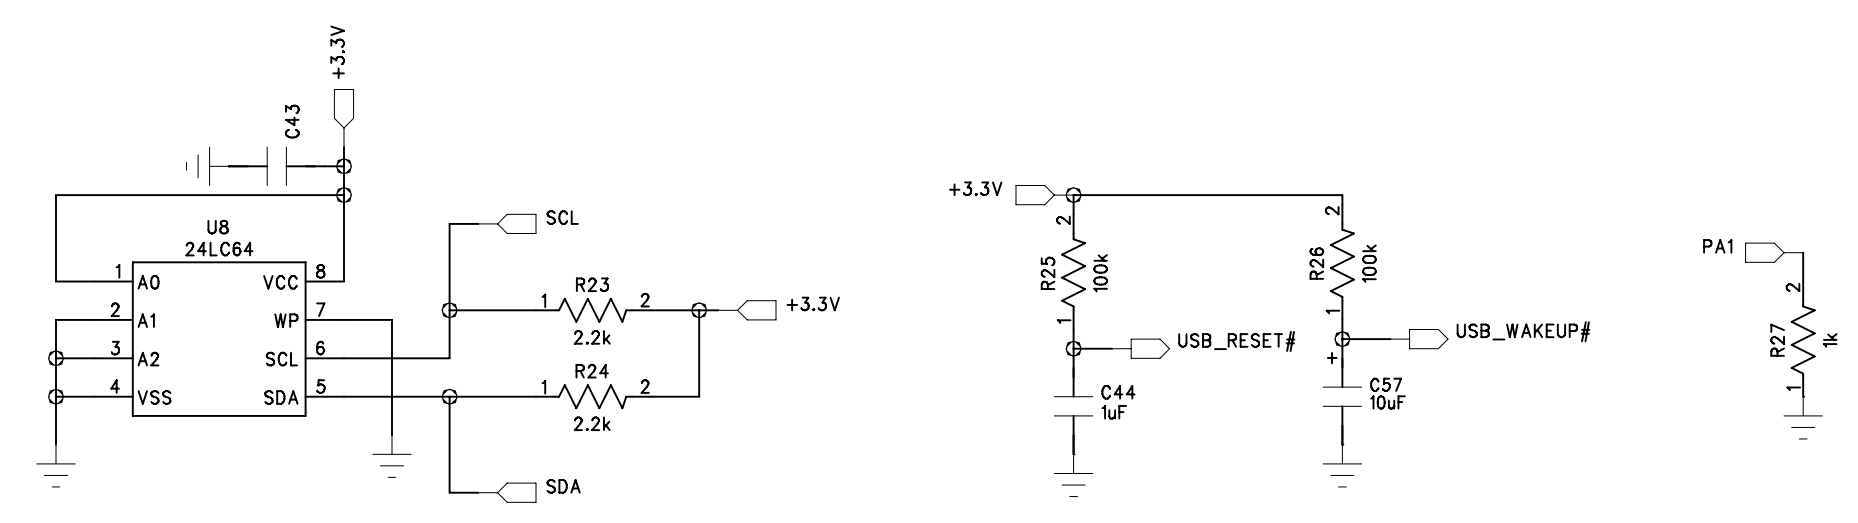 +3.3V
C43
U8
24LC64
1 A0 VCC 8
2 A1 WP 7
3 A2 SCL 6
4 VSS SDA 5
SCL
1 R23 2
2.2k
+3.3V
1 R24 2
2.2k
SDA
+3.3V
2
R25
100k
1
USB_RESET#
C44
1uF
2
R26
100k
1
USB_WAKEUP#
+
C57
10uF
PA1
2
R27
1k
1